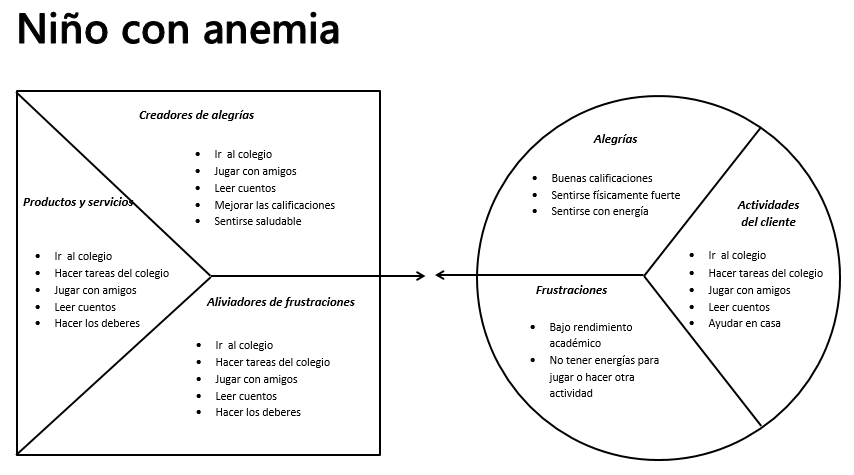 Niño con anemia
Creadores de alegrías
• Ir al colegio
• Jugar con amigos
• Leer cuentos
• Mejorar las calificaciones
• Sentirse saludable
Productos y servicios
• Ir al colegio
• Hacer tareas del colegio
• Jugar con amigos
• Leer cuentos
• Hacer los deberes
Aliviadores de frustraciones
• Ir al colegio
• Hacer tareas del colegio
• Jugar con amigos
• Leer cuentos
• Hacer los deberes
Alegrías
• Buenas calificaciones
• Sentirse físicamente fuerte
• Sentirse con energía
Frustraciones
• Bajo rendimiento
académico
• No tener energías para
jugar o hacer otra
actividad
Actividades
del cliente
• Ir al colegio
• Hacer tareas del colegio
• Jugar con amigos
• Leer cuentos
• Ayudar en casa